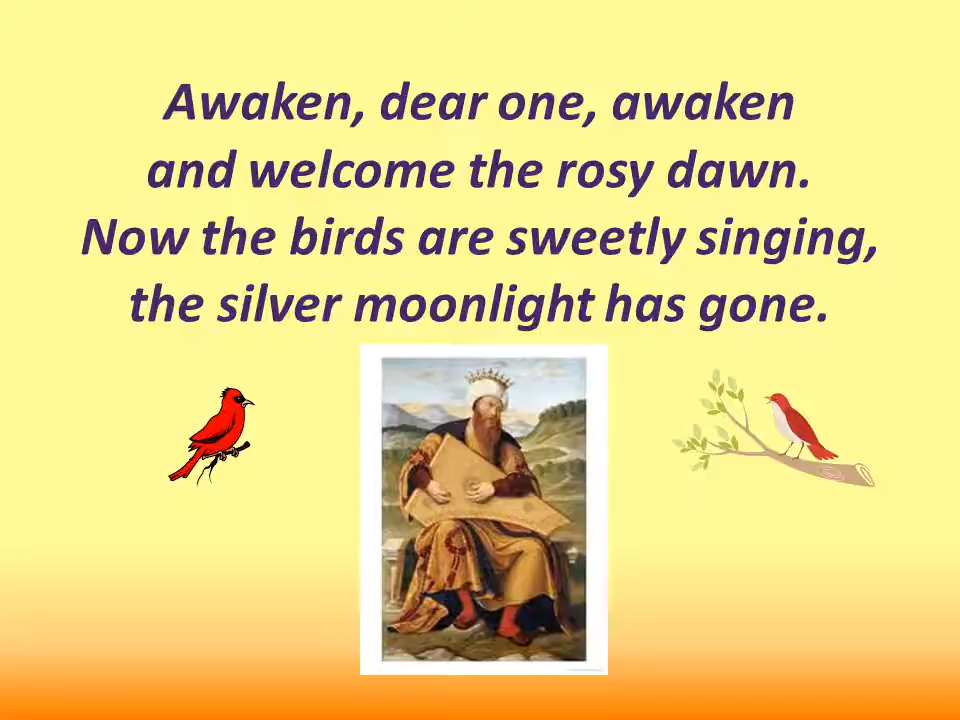 Awaken, dear one, awaken
and welcome the rosy dawn.
Now the birds are sweetly singing,
the silver moonlight has gone.